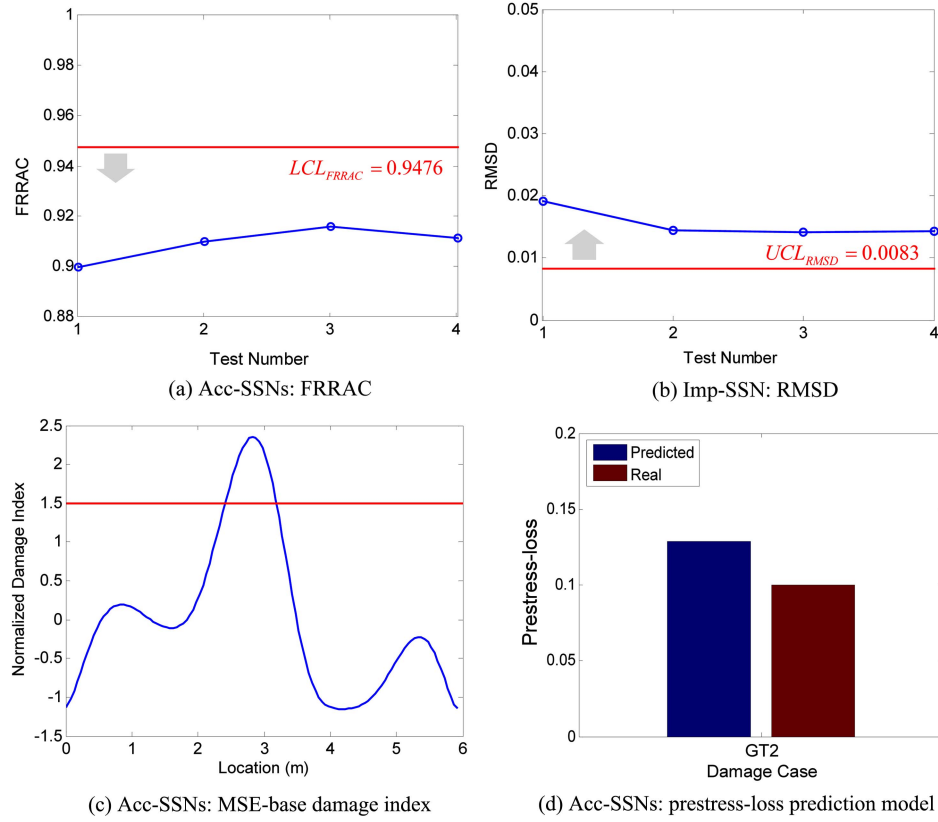 1
0.98
0.96
0.94
0.92
0.9
0.88
FRRAC
LCL_FRRAC = 0.9476
1 2 3 4
Test Number
(a) Acc-SSNs: FRRAC
0.05
0.04
0.03
0.02
0.01
0
RMSD
UCL_RMSD = 0.0083
1 2 3 4
Test Number
(b) Imp-SSN: RMSD
2.5
2
1.5
1.5
0
-0.5
-1
-1.5
Normalized Damage Index
0 1 2 3 4 5 6
Location (m)
(c) Acc-SSNs: MSE-base damage index
0.2
0.15
0.1
0.05
0
Prestress-loss
Predicted
Real
GT2
Damage Case
(d) Acc-SSNs: prestress-loss prediction model